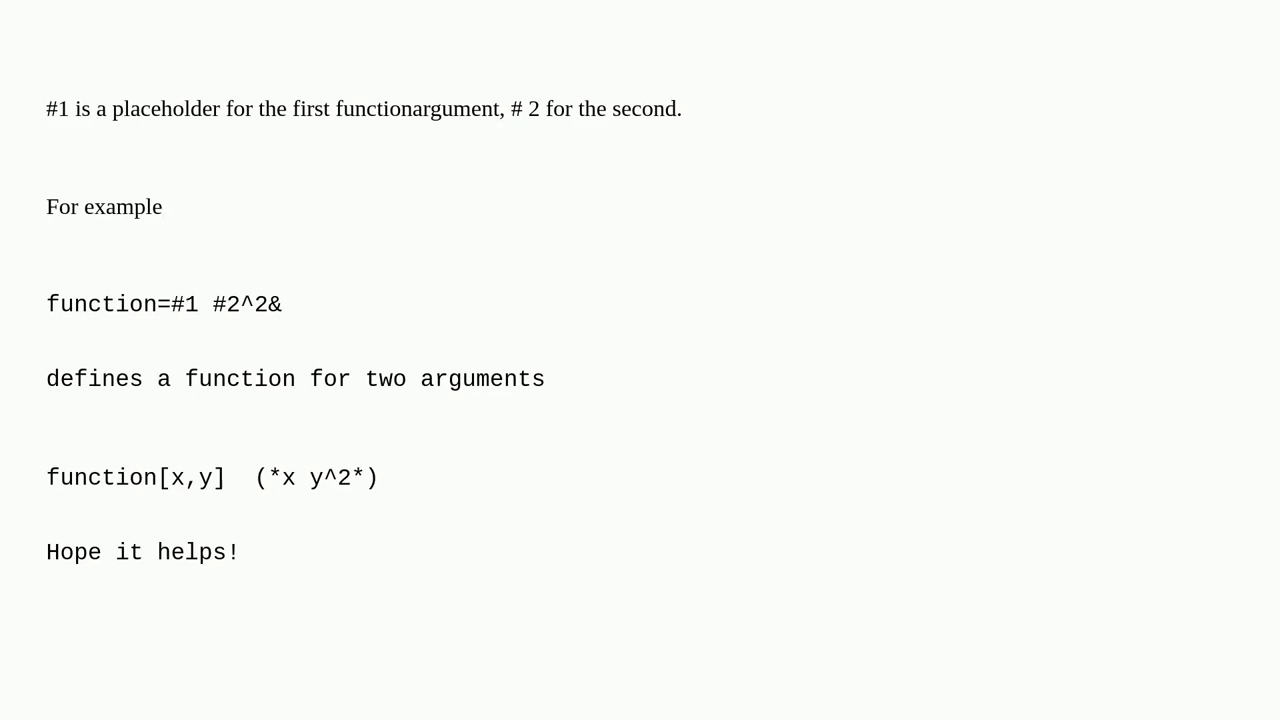 #1 is a placeholder for the first functionargument, # 2 for the second.
For example
function=#1 #2^2&
defines a function for two arguments
function[x,y]  (*x y^2*)
Hope it helps!